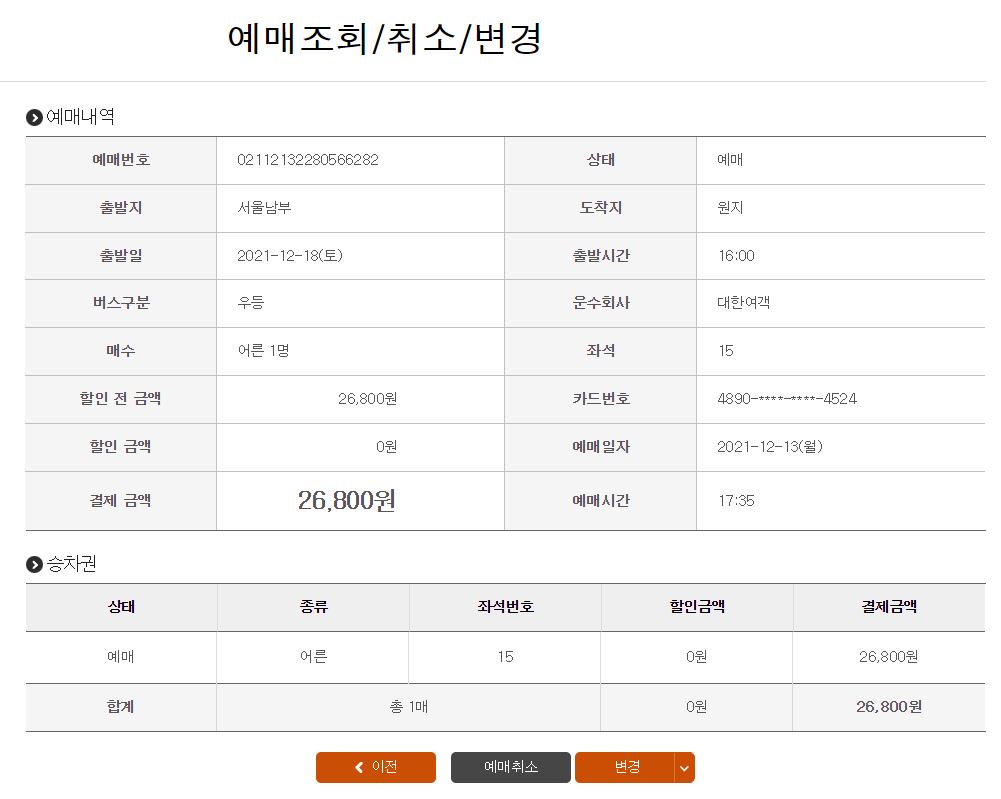 예매조회/취소/변경
예매내역
예매번호 02112132280566282 상태 예매
출발지 서울남부 도착지 원지
출발일 2021-12-18(토) 출발시간 16:00
버스구분 우등 운수회사 대한여객
매수 어른 1명 좌석 15
할인 전 금액 26,800원 카드번호 4890-****-****-4524
할인 금액 0원 예매일자 2021-12-13(월)
결제 금액 26,800원 예매시간 17:35
승차권
상태 종류 좌석번호 할인금액 결제금액
예매 어른 15 0원 26,800원
합계 총 1매 0원 26,800원
이전 예매취소 변경